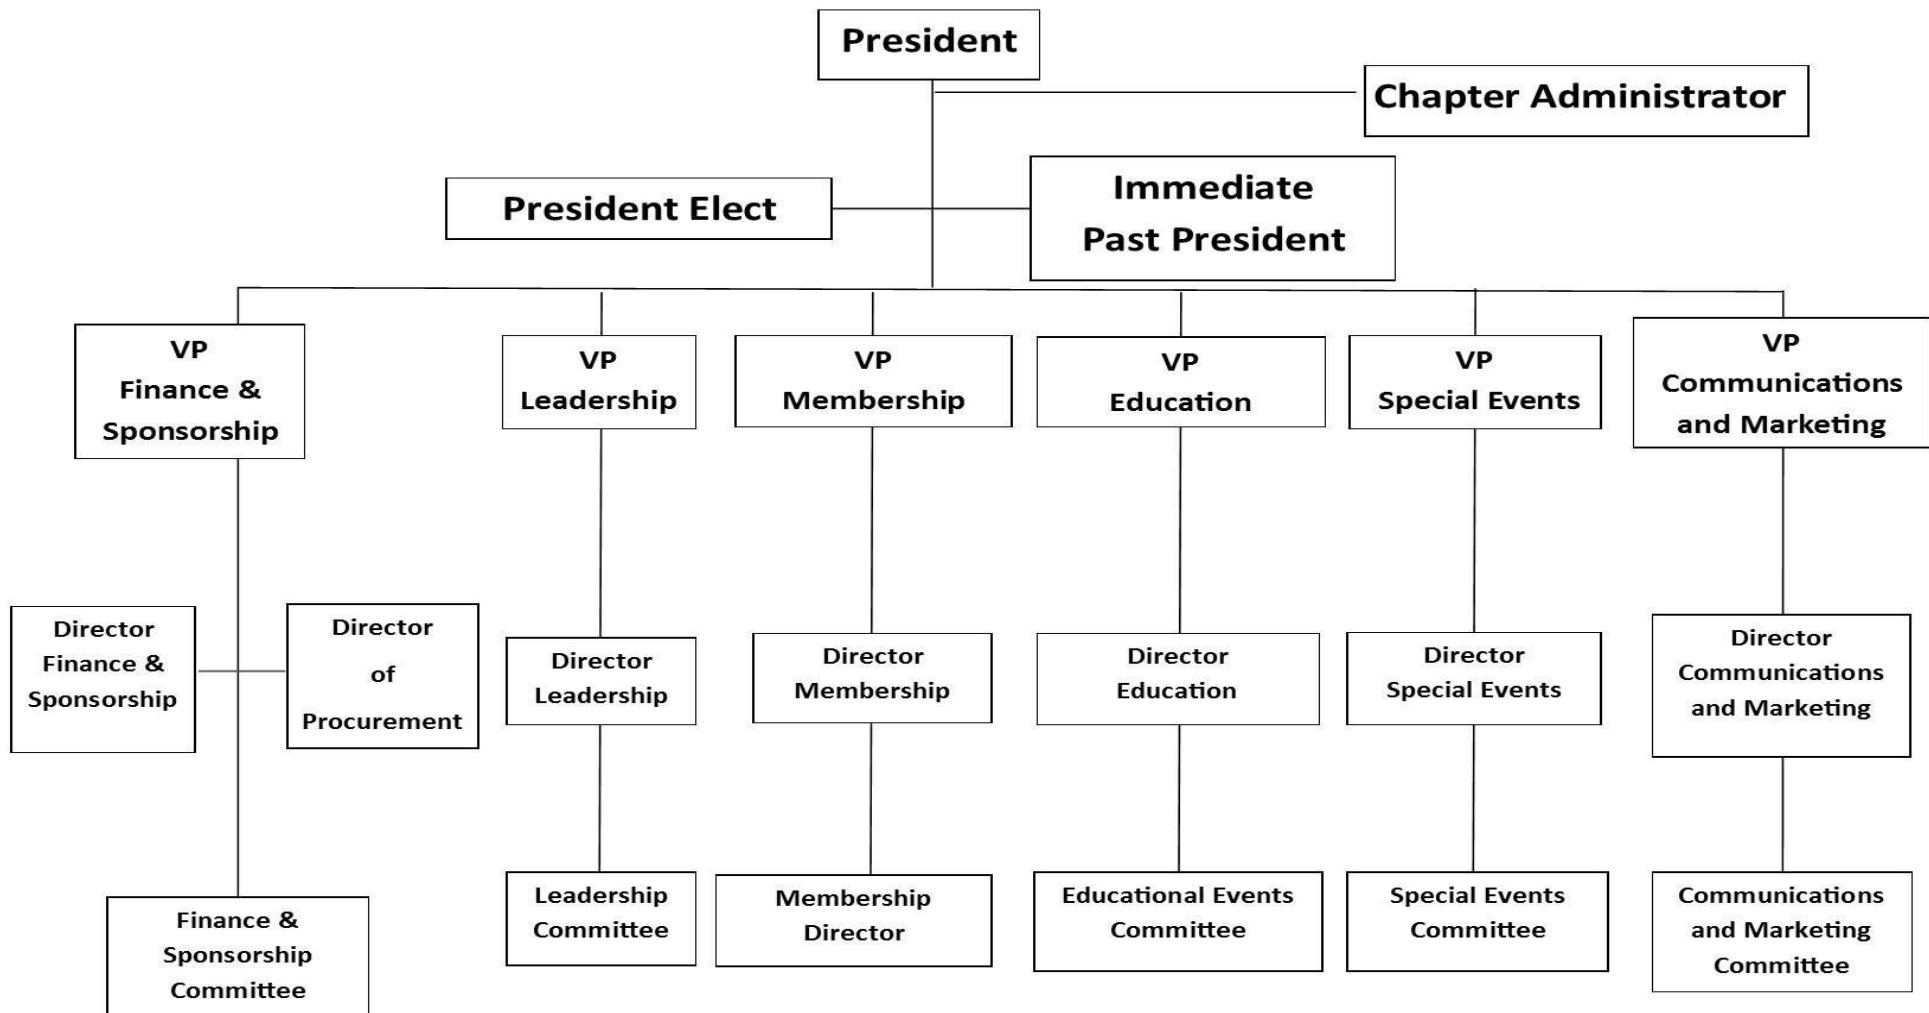 President
Chapter Administrator
President Elect
Immediate
Past President
VP
Finance &
Sponsorship
VP
Leadership
VP
Membership
VP
Education
VP
Special Events
VP
Communications
and Marketing
Director
Finance &
Sponsorship
Director
of
Procurement
Director
Leadership
Director
Membership
Director
Education
Director
Special Events
Director
Communications
and Marketing
Finance &
Sponsorship
Committee
Leadership
Committee
Membership
Director
Educational Events
Committee
Special Events
Committee
Communications
and Marketing
Committee